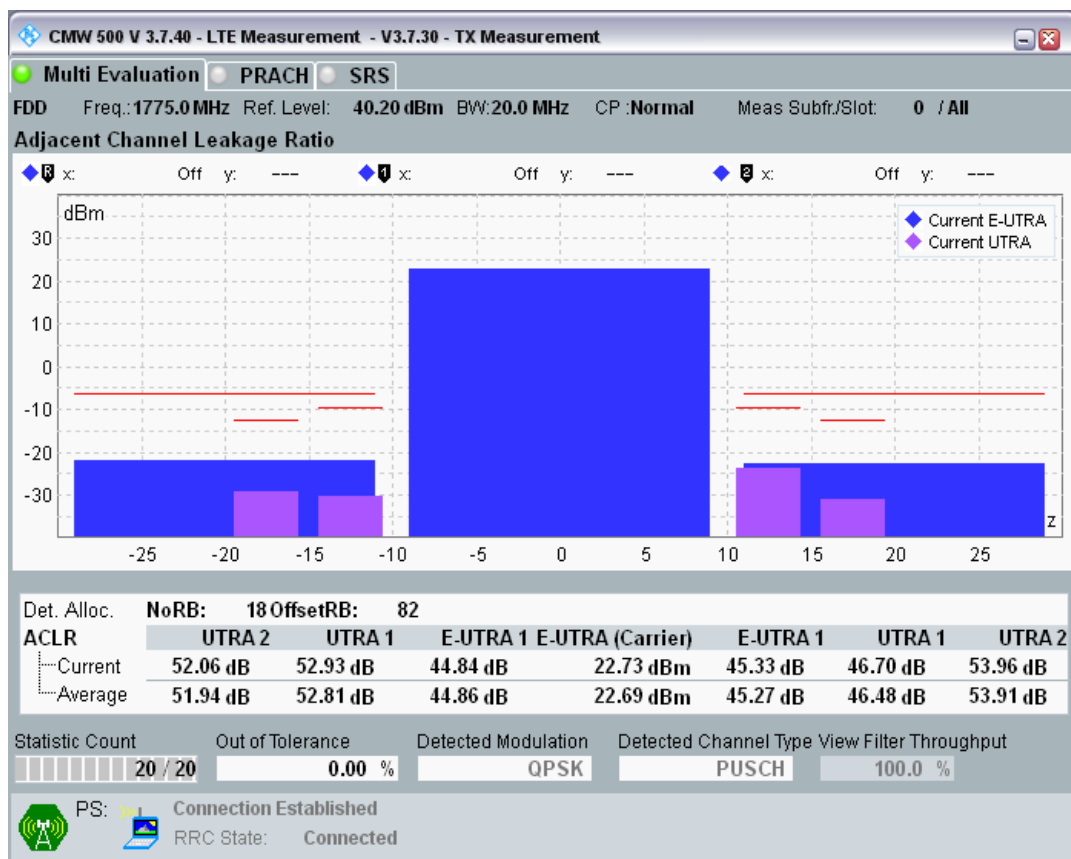 CMW 500 V 3.7.40 - LTE Measurement - V3.7.30 - TX Measurement
Multi Evaluation PRACH SRS
FDD Freq.: 1775.0 MHz Ref. Level: 40.20 dBm BW: 20.0 MHz CP : Normal Meas Subfr./Slot: 0 / All
Adjacent Channel Leakage Ratio
R x: Off y: --- 1 x: Off y: --- 2 x: Off y: ---
dBm
Current E-UTRA
Current UTRA
30
20
10
0
-10
-20
-30
z
-25 -20 -15 -10 -5 0 5 10 15 20 25
Det. Alloc. NoRB: 18 OffsetRB: 82
ACLR UTRA 2 UTRA 1 E-UTRA 1 E-UTRA (Carrier) E-UTRA 1 UTRA 1 UTRA 2
Current 52.06 dB 52.93 dB 44.84 dB 22.73 dBm 45.33 dB 46.70 dB 53.96 dB
Average 51.94 dB 52.81 dB 44.86 dB 22.69 dBm 45.27 dB 46.48 dB 53.91 dB
Statistic Count Out of Tolerance Detected Modulation Detected Channel Type View Filter Throughput
20 / 20 0.00 % QPSK PUSCH 100.0 %
PS: Connection Established
RRC State: Connected